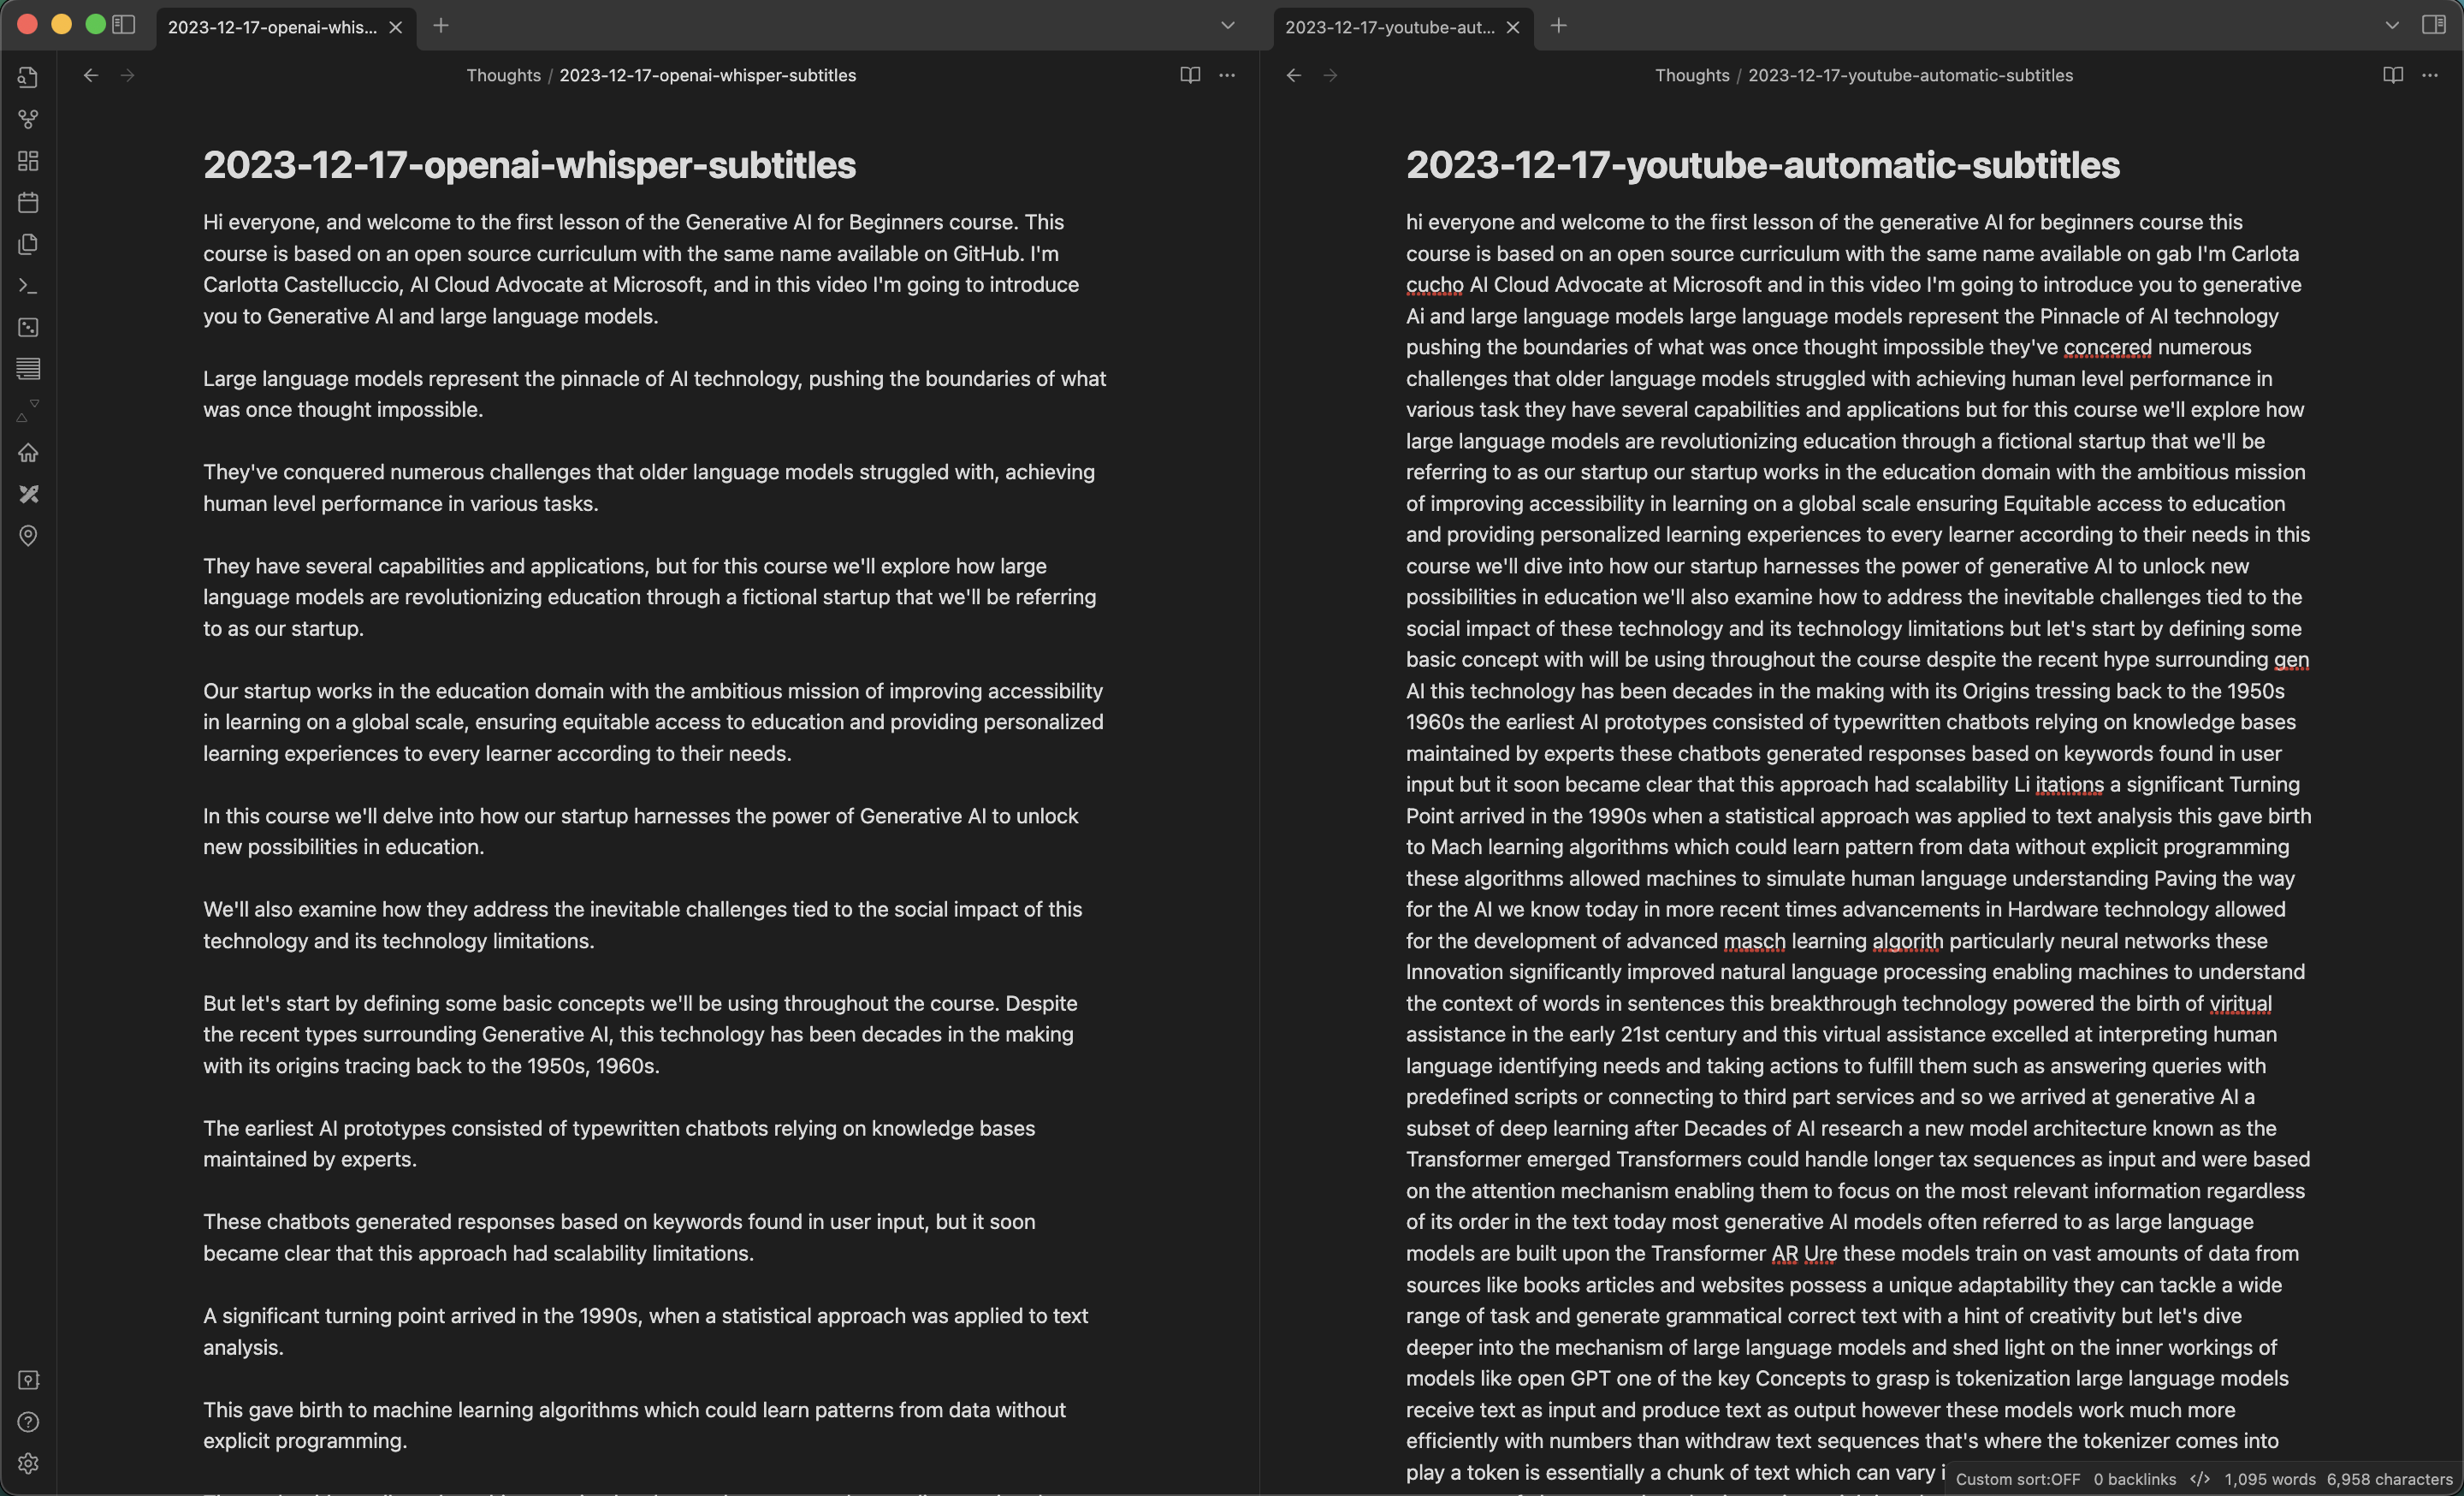 2023-12-17-openai-whis...
2023-12-17-youtube-aut...
Thoughts / 2023-12-17-openai-whisper-subtitles
2023-12-17-openai-whisper-subtitles
Hi everyone, and welcome to the first lesson of the Generative AI for Beginners course. This
course is based on an open source curriculum with the same name available on GitHub. I'm
Carlotta Castelluccio, AI Cloud Advocate at Microsoft, and in this video I'm going to introduce
you to Generative AI and large language models.
Large language models represent the pinnacle of AI technology, pushing the boundaries of what
was once thought impossible.
They've conquered numerous challenges that older language models struggled with, achieving
human level performance in various tasks.
They have several capabilities and applications, but for this course we'll explore how large
language models are revolutionizing education through a fictional startup that we'll be referring
to as our startup.
Our startup works in the education domain with the ambitious mission of improving accessibility
in learning on a global scale, ensuring equitable access to education and providing personalized
learning experiences to every learner according to their needs.
In this course we'll delve into how our startup harnesses the power of Generative AI to unlock
new possibilities in education.
We'll also examine how they address the inevitable challenges tied to the social impact of this
technology and its technology limitations.
But let's start by defining some basic concepts we'll be using throughout the course. Despite
the recent types surrounding Generative AI, this technology has been decades in the making
with its origins tracing back to the 1950s, 1960s.
The earliest AI prototypes consisted of typewritten chatbots relying on knowledge bases
maintained by experts.
These chatbots generated responses based on keywords found in user input, but it soon
became clear that this approach had scalability limitations.
A significant turning point arrived in the 1990s, when a statistical approach was applied to text
analysis.
This gave birth to machine learning algorithms which could learn patterns from data without
explicit programming.
Thoughts / 2023-12-17-youtube-automatic-subtitles
2023-12-17-youtube-automatic-subtitles
hi everyone and welcome to the first lesson of the generative AI for beginners course this
course is based on an open source curriculum with the same name available on gab I'm Carlota
cucho AI Cloud Advocate at Microsoft and in this video I'm going to introduce you to generative
Ai and large language models large language models represent the Pinnacle of AI technology
pushing the boundaries of what was once thought impossible they've concered numerous
challenges that older language models struggled with achieving human level performance in
various task they have several capabilities and applications but for this course we'll explore how
large language models are revolutionizing education through a fictional startup that we'll be
referring to as our startup our startup works in the education domain with the ambitious mission
of improving accessibility in learning on a global scale ensuring Equitable access to education
and providing personalized learning experiences to every learner according to their needs in this
course we'll dive into how our startup harnesses the power of generative AI to unlock new
possibilities in education we'll also examine how to address the inevitable challenges tied to the
social impact of these technology and its technology limitations but let's start by defining some
basic concept with will be using throughout the course despite the recent hype surrounding gen
AI this technology has been decades in the making with its Origins tressing back to the 1950s
1960s the earliest AI prototypes consisted of typewritten chatbots relying on knowledge bases
maintained by experts these chatbots generated responses based on keywords found in user
input but it soon became clear that this approach had scalability Li itations a significant Turning
Point arrived in the 1990s when a statistical approach was applied to text analysis this gave birth
to Mach learning algorithms which could learn pattern from data without explicit programming
these algorithms allowed machines to simulate human language understanding Paving the way
for the AI we know today in more recent times advancements in Hardware technology allowed
for the development of advanced masch learning algorith particularly neural networks these
Innovation significantly improved natural language processing enabling machines to understand
the context of words in sentences this breakthrough technology powered the birth of viritual
assistance in the early 21st century and this virtual assistance excelled at interpreting human
language identifying needs and taking actions to fulfill them such as answering queries with
predefined scripts or connecting to third part services and so we arrived at generative AI a
subset of deep learning after Decades of AI research a new model architecture known as the
Transformer emerged Transformers could handle longer tax sequences as input and were based
on the attention mechanism enabling them to focus on the most relevant information regardless
of its order in the text today most generative AI models often referred to as large language
models are built upon the Transformer AR Ure these models train on vast amounts of data from
sources like books articles and websites possess a unique adaptability they can tackle a wide
range of task and generate grammatical correct text with a hint of creativity but let's dive
deeper into the mechanism of large language models and shed light on the inner workings of
models like open GPT one of the key Concepts to grasp is tokenization large language models
receive text as input and produce text as output however these models work much more
efficiently with numbers than withdraw text sequences that's where the tokenizer comes into
play a token is essentially a chunk of text which can vary
Custom sort:OFF 0 backlinks </> 1,095 words 6,958 characters